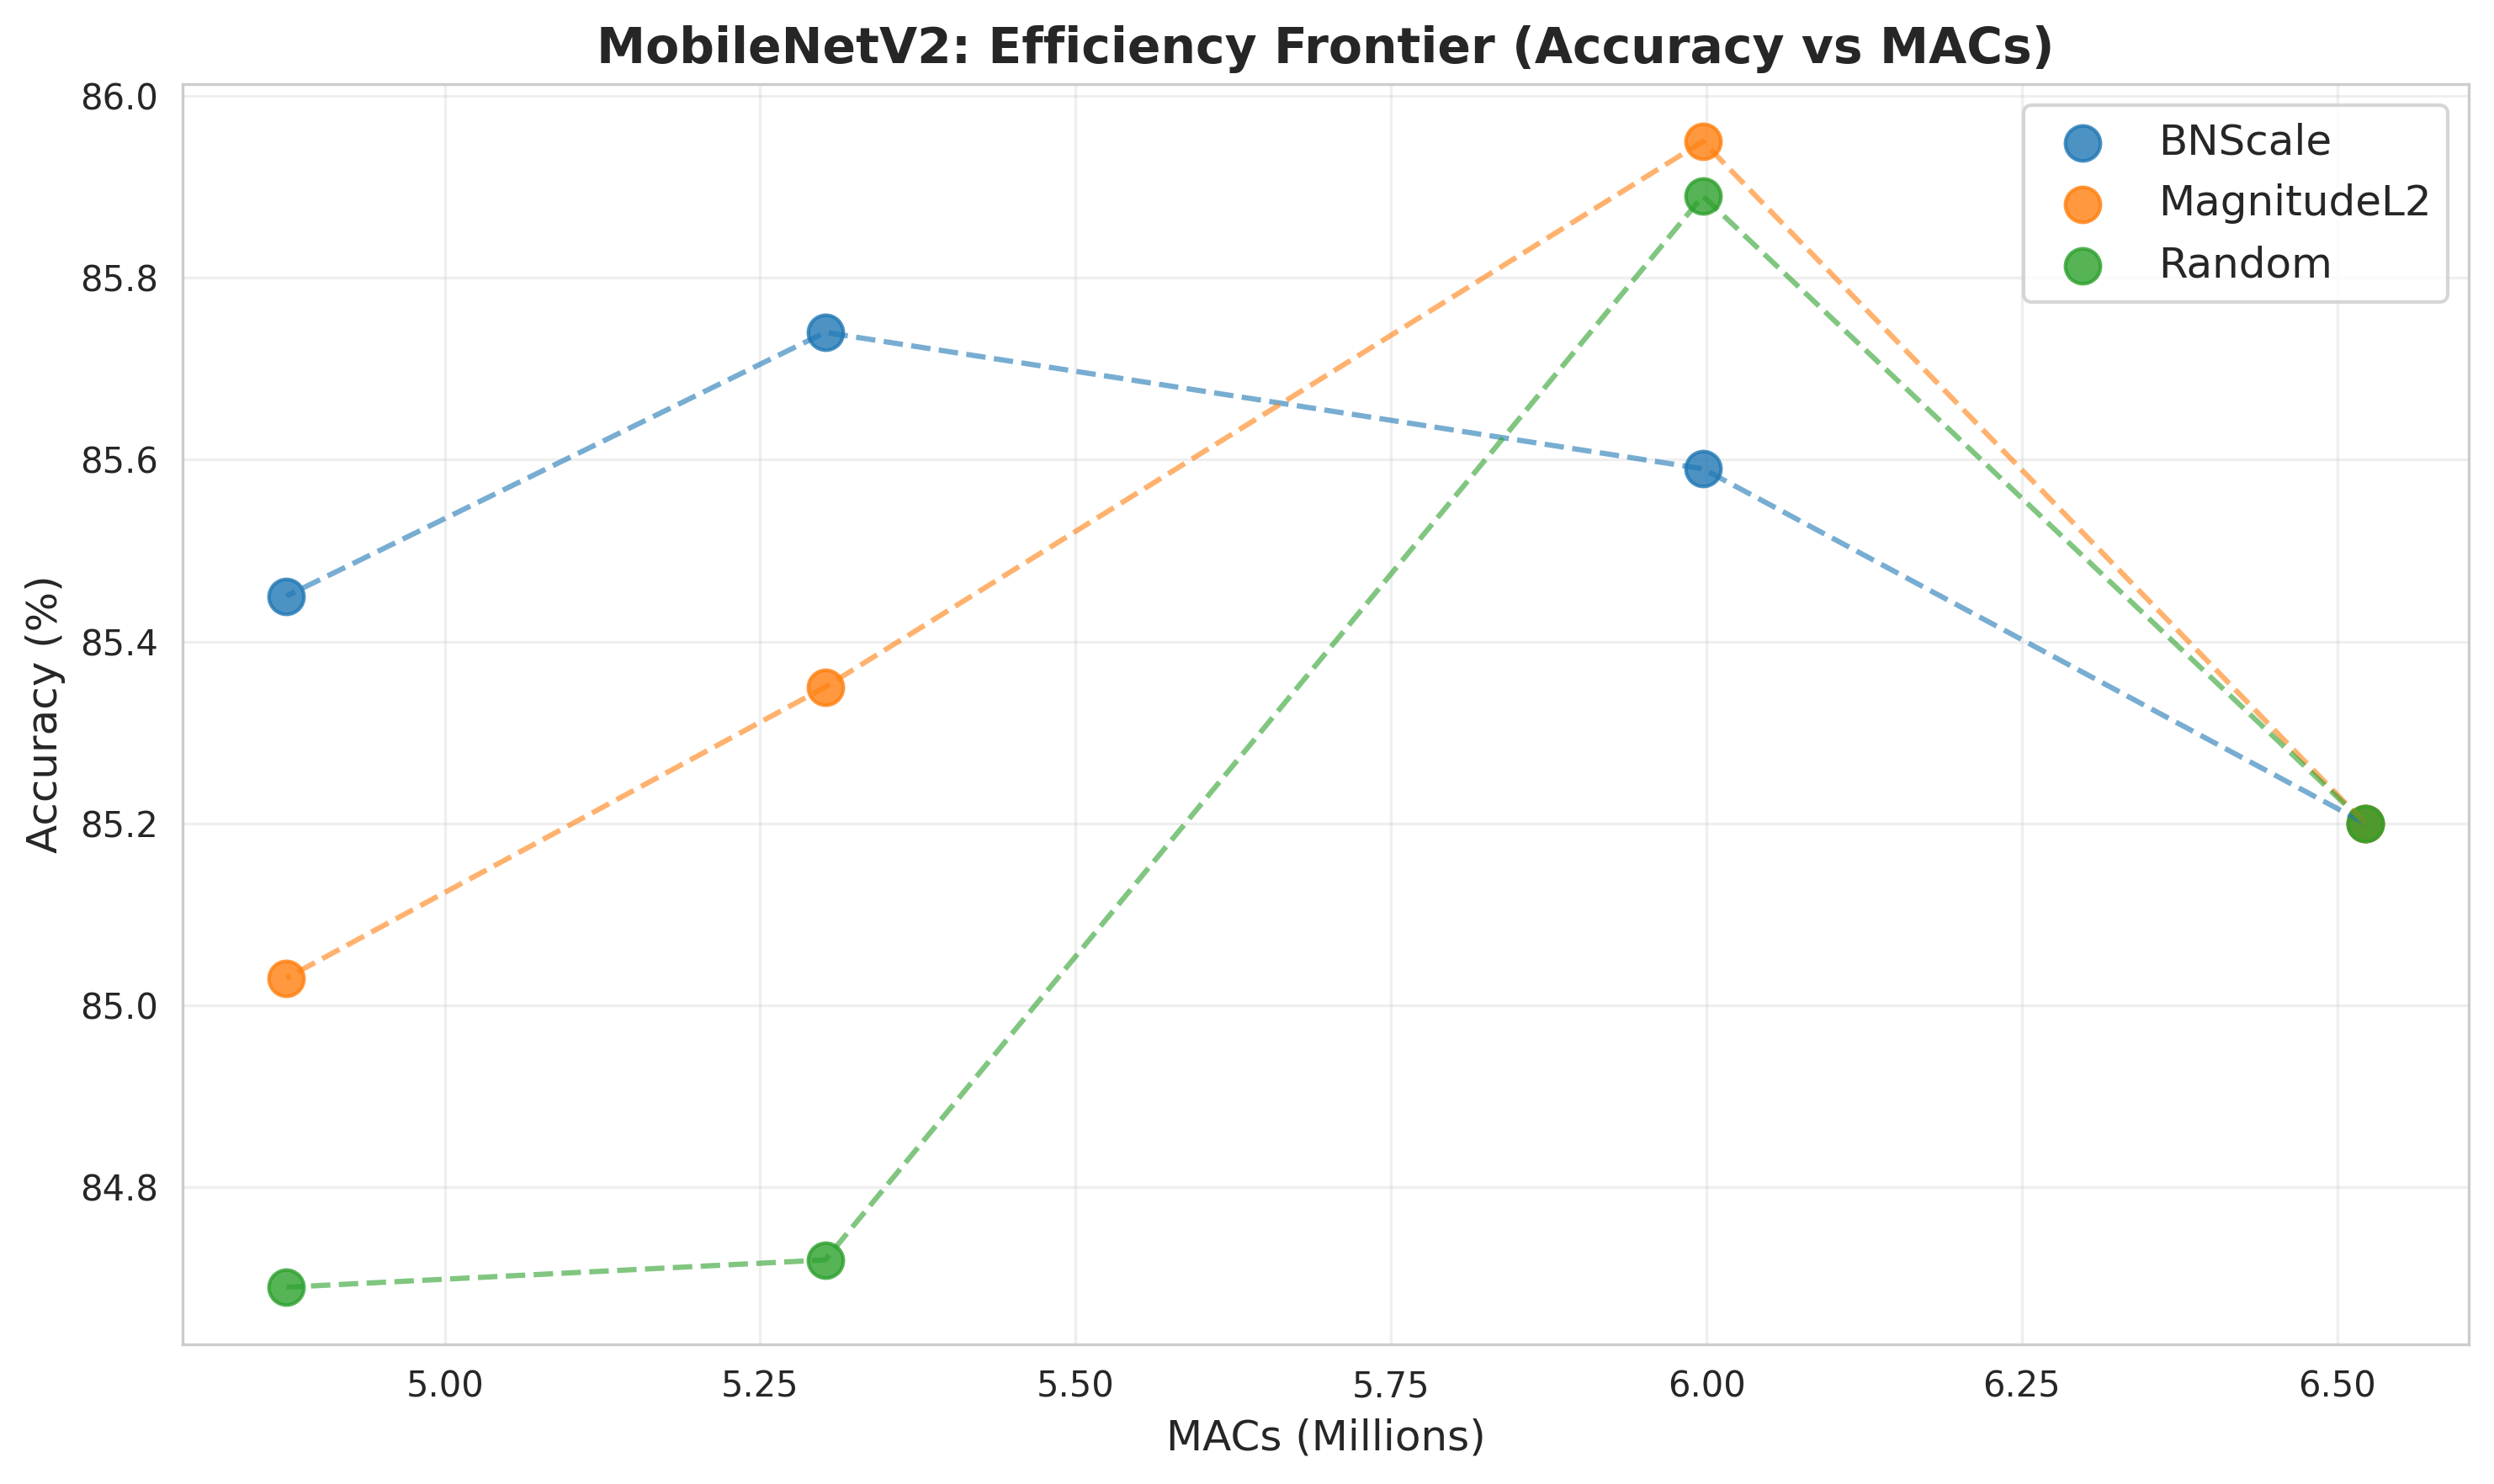 MobileNetV2: Efficiency Frontier (Accuracy vs MACs)
86.0
85.8
85.6
85.4
85.2
85.0
84.8
Accuracy (%)
BNScale
MagnitudeL2
Random
5.00 5.25 5.50 5.75 6.00 6.25 6.50
MACs (Millions)